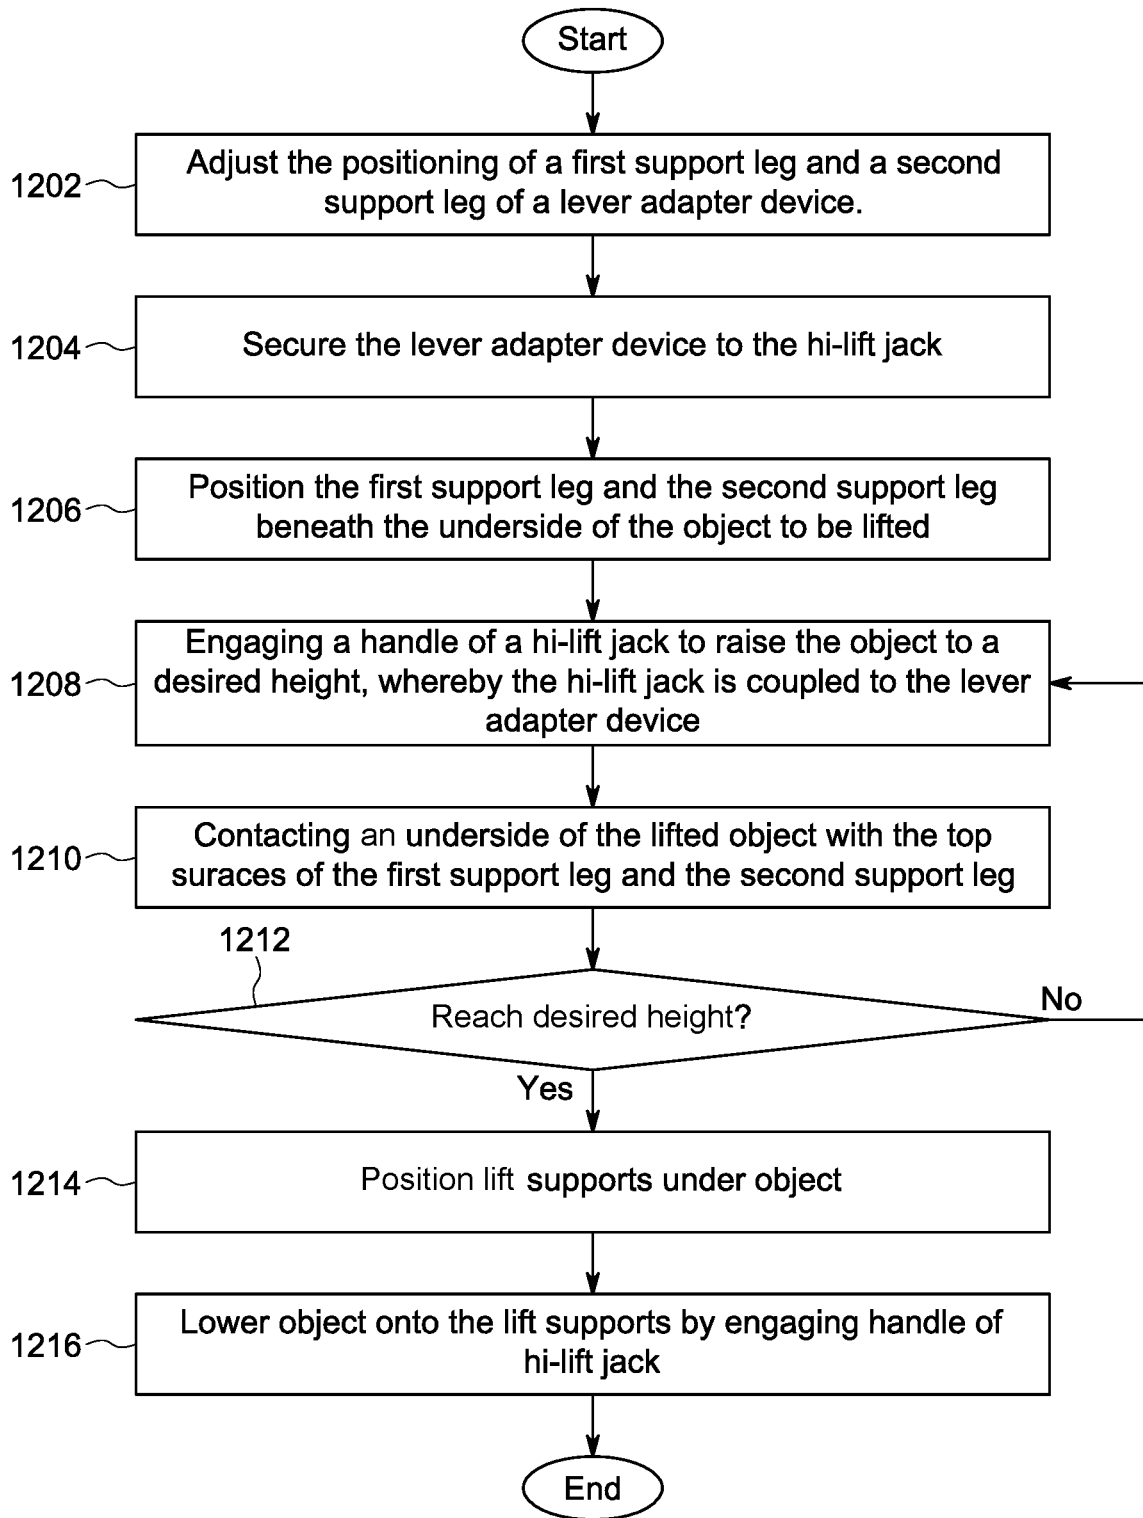 Start
1202
Adjust the positioning of a first support leg and a second
support leg of a lever adapter device.
1204
Secure the lever adapter device to the hi-lift jack
1206
Position the first support leg and the second support leg
beneath the underside of the object to be lifted
1208
Engaging a handle of a hi-lift jack to raise the object to a
desired height, whereby the hi-lift jack is coupled to the lever
adapter device
1210
Contacting an underside of the lifted object with the top
suraces of the first support leg and the second support leg
1212
Reach desired height?
No
Yes
1214
Position lift supports under object
1216
Lower object onto the lift supports by engaging handle of
hi-lift jack
End